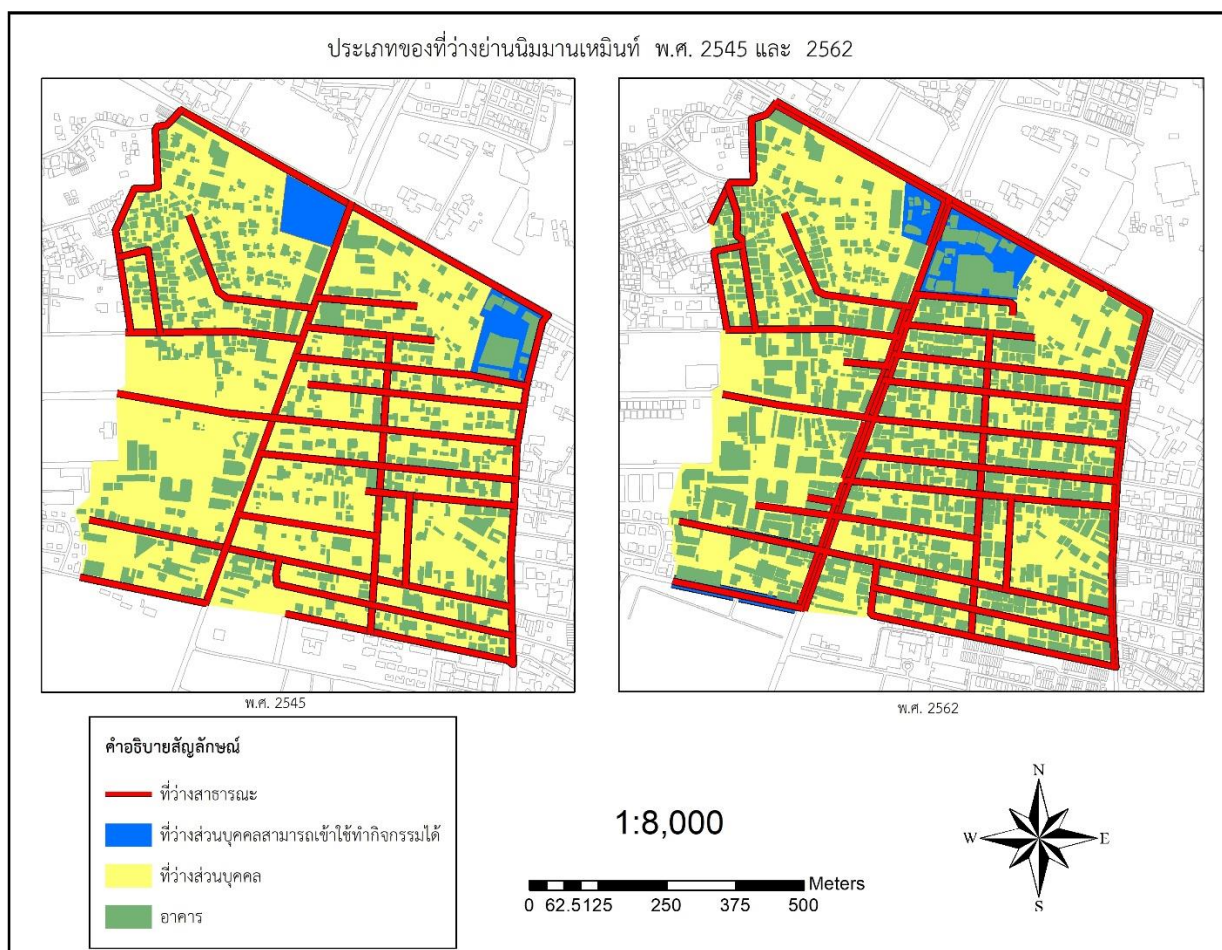 ประเภทของที่ว่างย่านนิมมานเหมินท์ พ.ศ. 2545 และ 2562
พ.ศ. 2545
พ.ศ. 2562
คำอธิบายสัญลักษณ์
ที่ว่างสาธารณะ
ที่ว่างส่วนบุคคลสามารถเข้าใช้ทำกิจกรรมได้
ที่ว่างส่วนบุคคล
อาคาร
1:8,000
Meters
0 62.5 125 250 375 500
N
W E
S